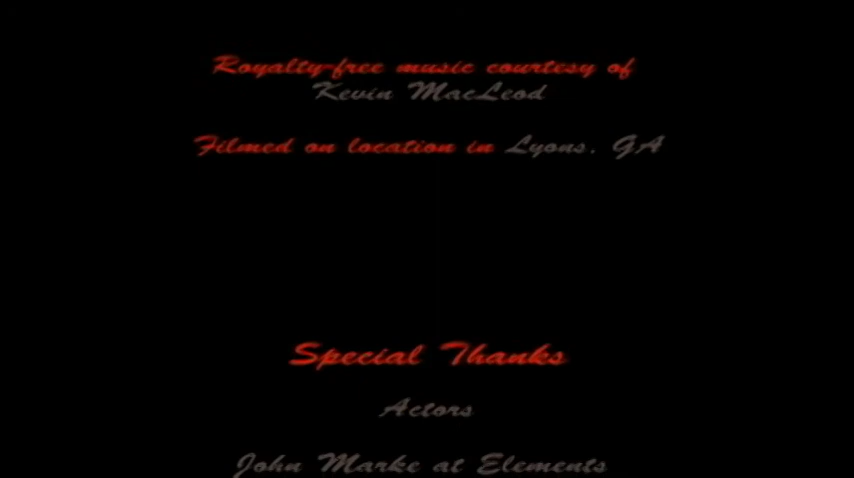 Royalty-free music courtesy of
Kevin MacLeod
Filmed on location in Lyons, GA
Special Thanks
Actors
John Marke at Elements